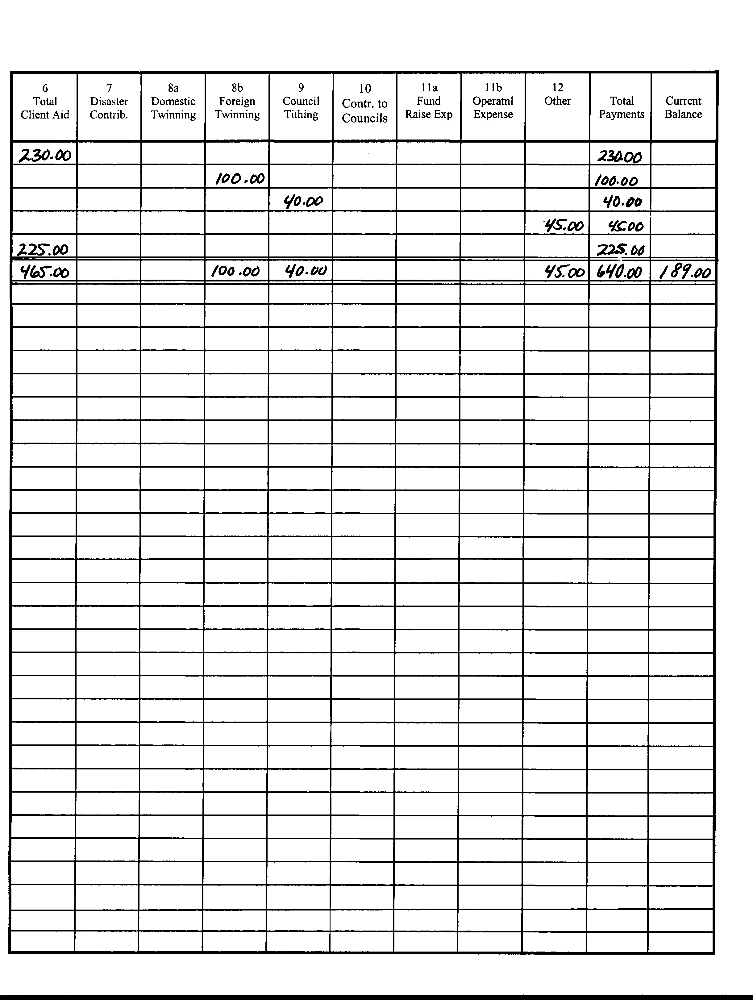 6 7 8a 8b 9 10 11a 11b 12
Total Disaster Domestic Foreign Council Contr. to Fund Operatnl Other Total Current
Client Aid Contrib. Twinning Twinning Tithing Councils Raise Exp Expense Payments Balance
230.00 230.00
100.00 100.00
40.00 40.00
45.00 45.00
225.00 225.00
465.00 100.00 40.00 45.00 640.00 189.00